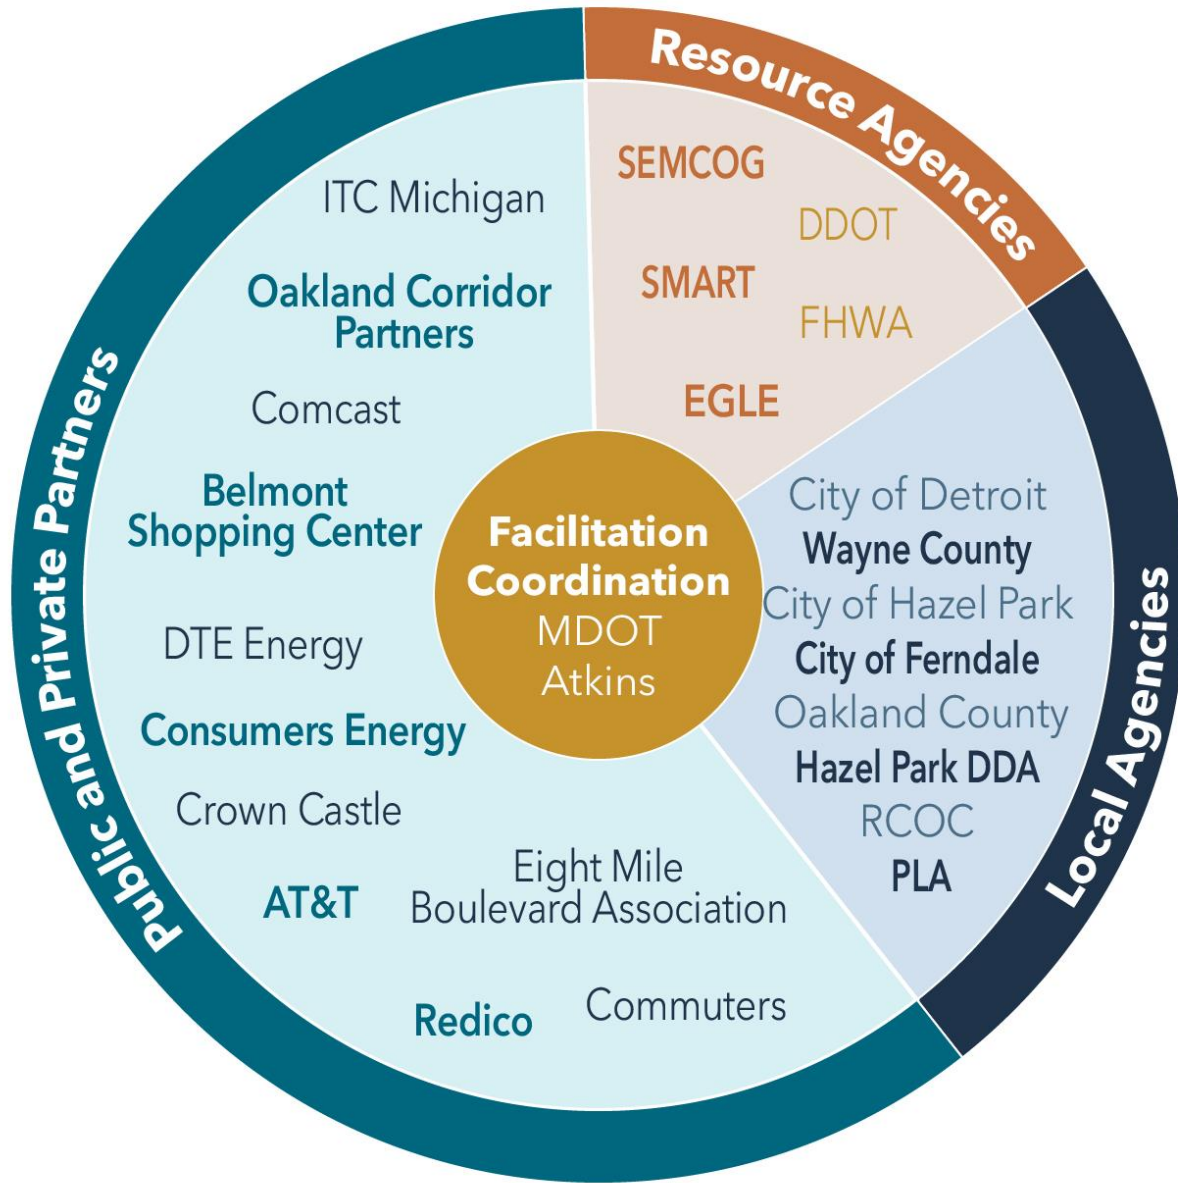 Resource Agencies
SEMCOG
DDOT
SMART
FHWA
EGLE
Local Agencies
City of Detroit
Wayne County
City of Hazel Park
City of Ferndale
Oakland County
Hazel Park DDA
RCOC
PLA
Public and Private Partners
ITC Michigan
Oakland Corridor
Partners
Comcast
Belmont
Shopping Center
DTE Energy
Consumers Energy
Crown Castle
AT&T
Eight Mile
Boulevard Association
Redico
Commuters
Facilitation
Coordination
MDOT
Atkins